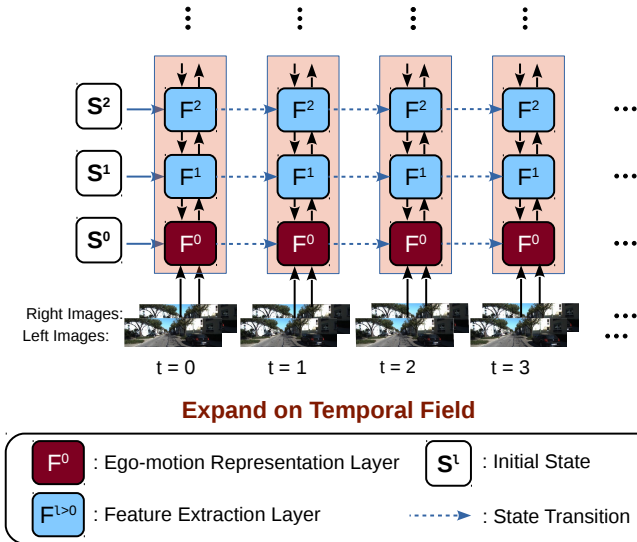 S² F² F² F² F² ...
S¹ F¹ F¹ F¹ F¹ ...
S⁰ F⁰ F⁰ F⁰ F⁰ ...
Right Images: ...
Left Images: ...
t = 0 t = 1 t = 2 t = 3
Expand on Temporal Field
F⁰ : Ego-motion Representation Layer
Sˡ : Initial State
Fˡ>⁰ : Feature Extraction Layer
: State Transition